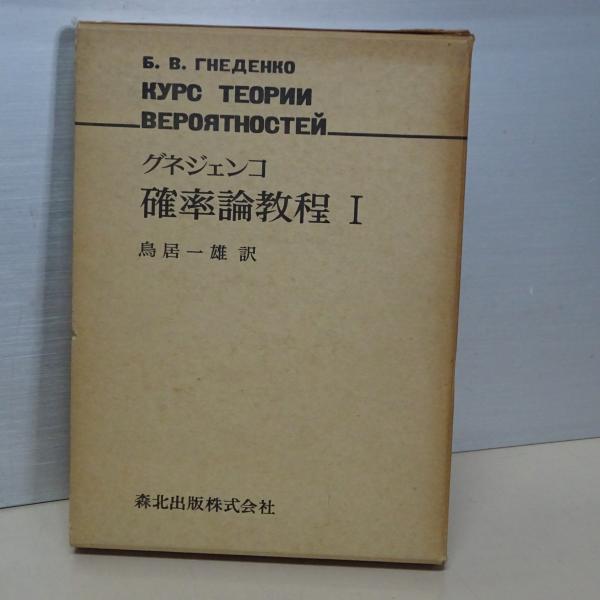 Б. В. ГНЕДЕНКО
КУРС ТЕОРИИ
ВЕРОЯТНОСТЕЙ
グネジェンコ
確率論教程 I
鳥居一雄 訳
森北出版株式会社